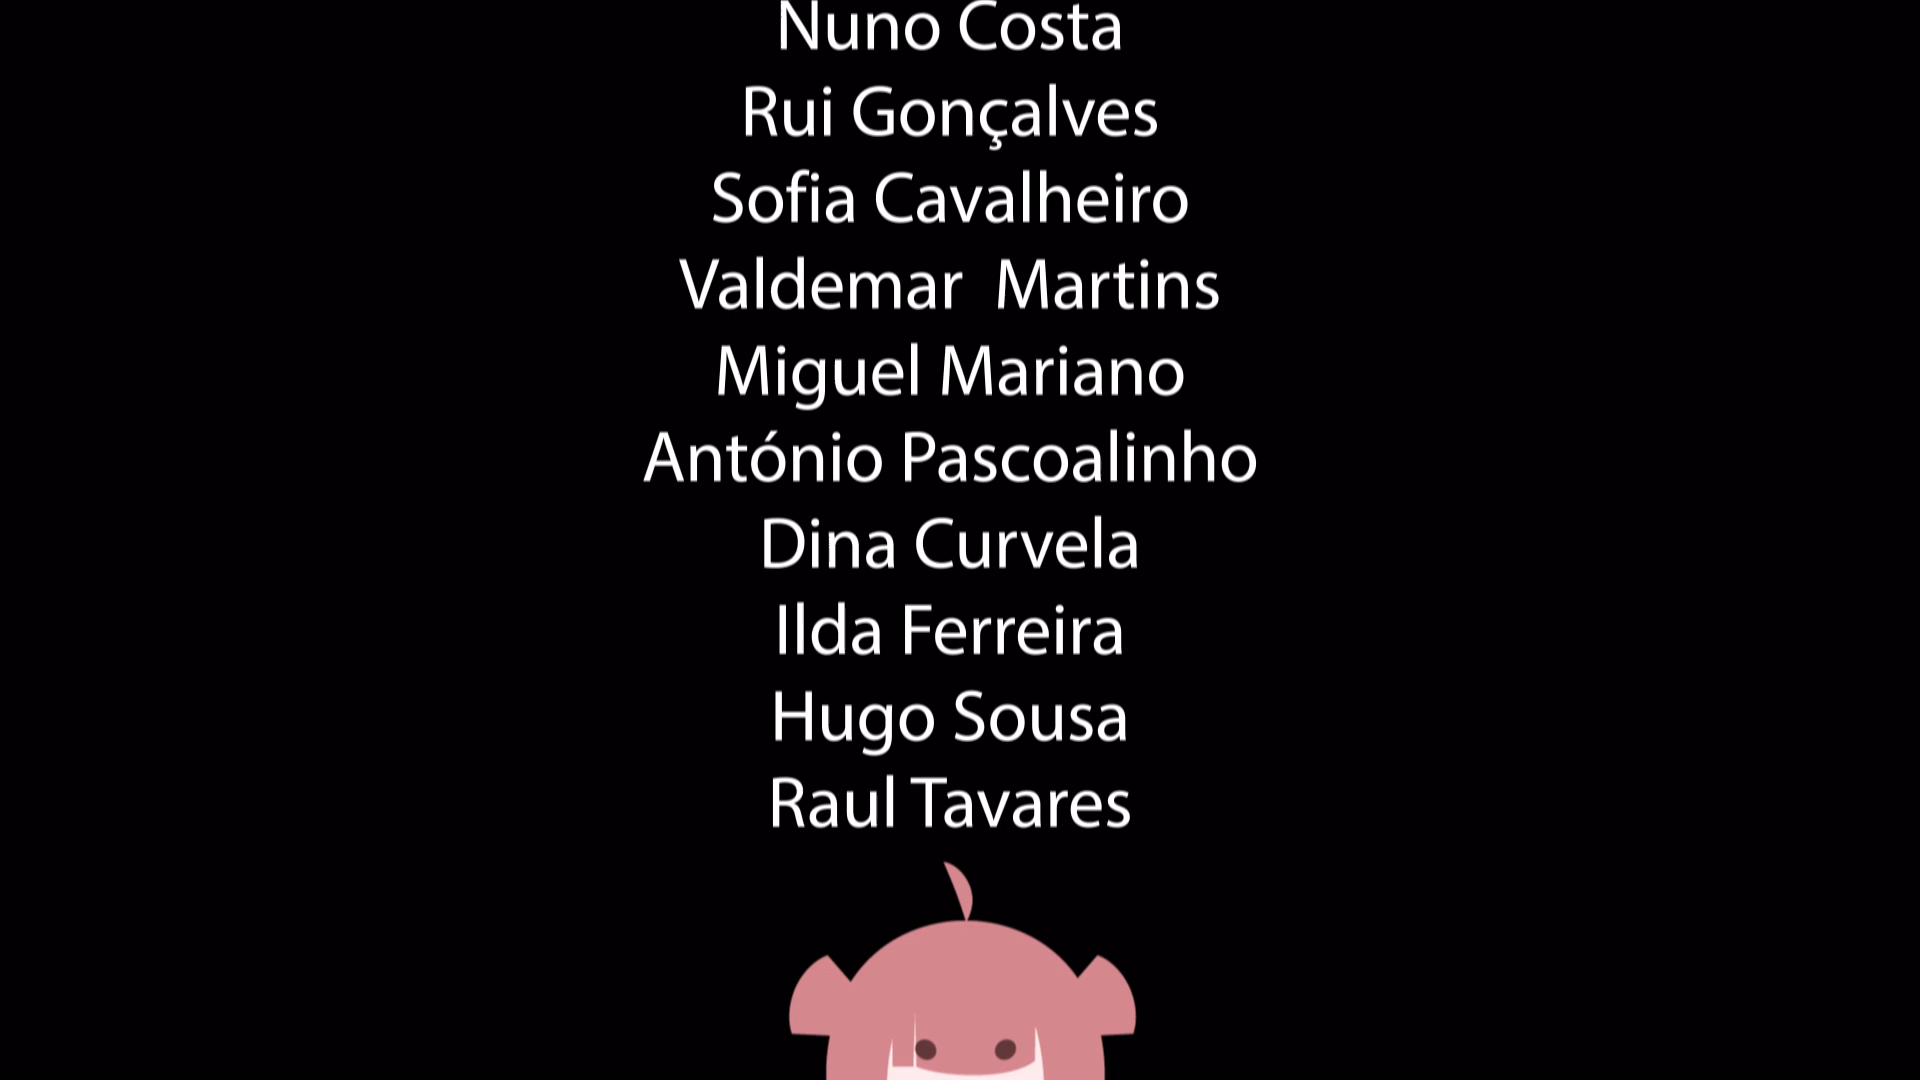 Nuno Costa
Rui Gonçalves
Sofia Cavalheiro
Valdemar  Martins
Miguel Mariano
António Pascoalinho
Dina Curvela
Ilda Ferreira
Hugo Sousa
Raul Tavares